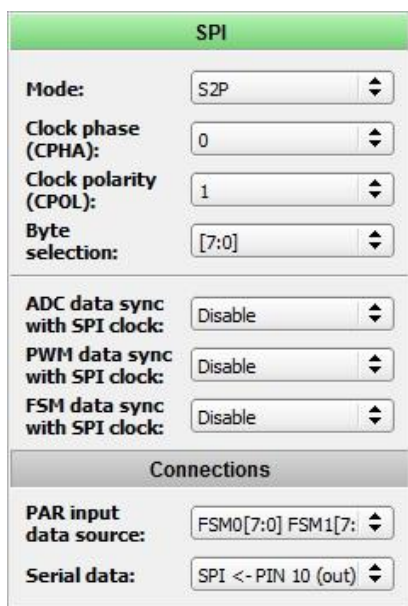 SPI
Mode: S2P
Clock phase
(CPHA): 0
Clock polarity
(CPOL): 1
Byte
selection: [7:0]
ADC data sync
with SPI clock: Disable
PWM data sync
with SPI clock: Disable
FSM data sync
with SPI clock: Disable
Connections
PAR input
data source: FSM0[7:0] FSM1[7:
Serial data: SPI <- PIN 10 (out)